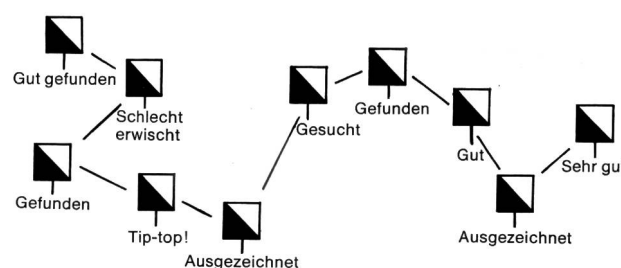 Gut gefunden
Schlecht
erwischt
Gefunden
Tip-top!
Ausgezeichnet
Gesucht
Gefunden
Gut
Ausgezeichnet
Sehr gu